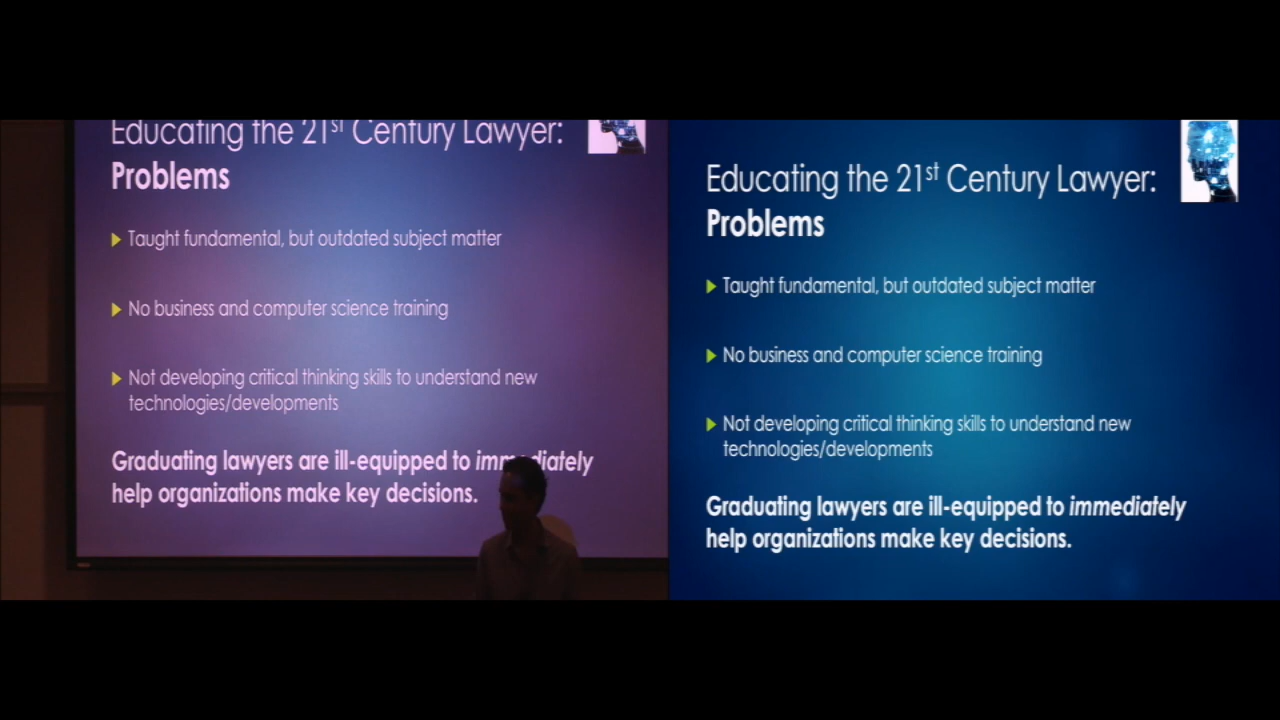 Educating the 21st Century Lawyer:
Problems
Taught fundamental, but outdated subject matter
No business and computer science training
Not developing critical thinking skills to understand new
technologies/developments
Graduating lawyers are ill-equipped to immediately
help organizations make key decisions.
Educating the 21st Century Lawyer:
Problems
Taught fundamental, but outdated subject matter
No business and computer science training
Not developing critical thinking skills to understand new
technologies/developments
Graduating lawyers are ill-equipped to immediately
help organizations make key decisions.